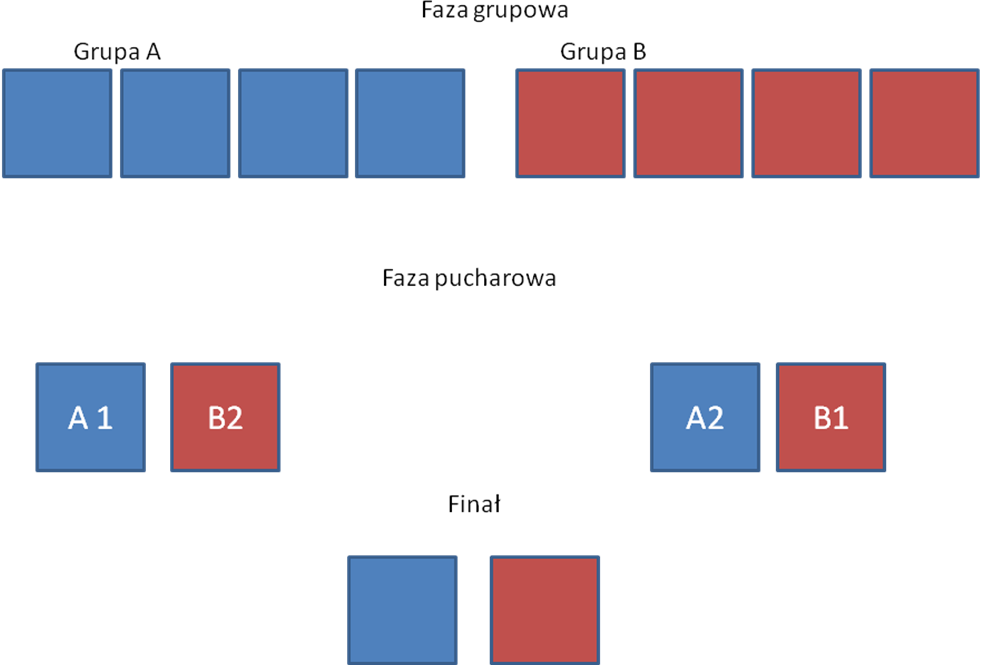 Faza grupowa
Grupa A
Grupa B
Faza pucharowa
A 1
B2
A2
B1
Finał